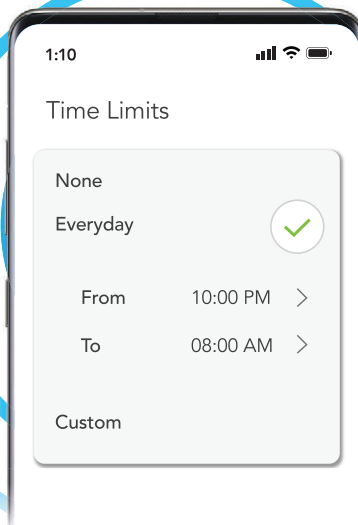 1:10
Time Limits
None
Everyday
From 10:00 PM
To 08:00 AM
Custom